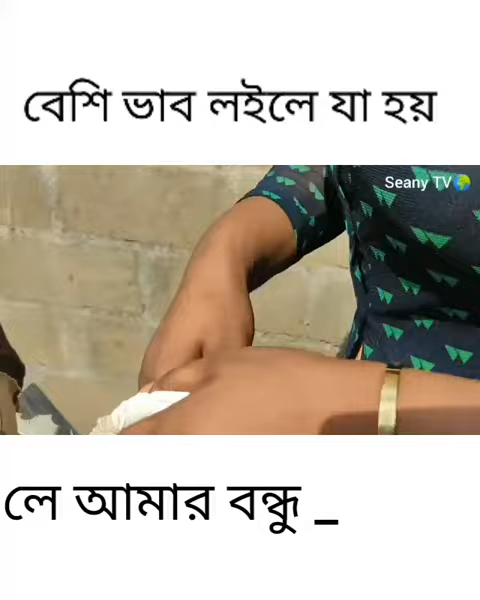 বেশি ভাব লইলে যা হয়
Seany TV
লে আমার বন্ধু _